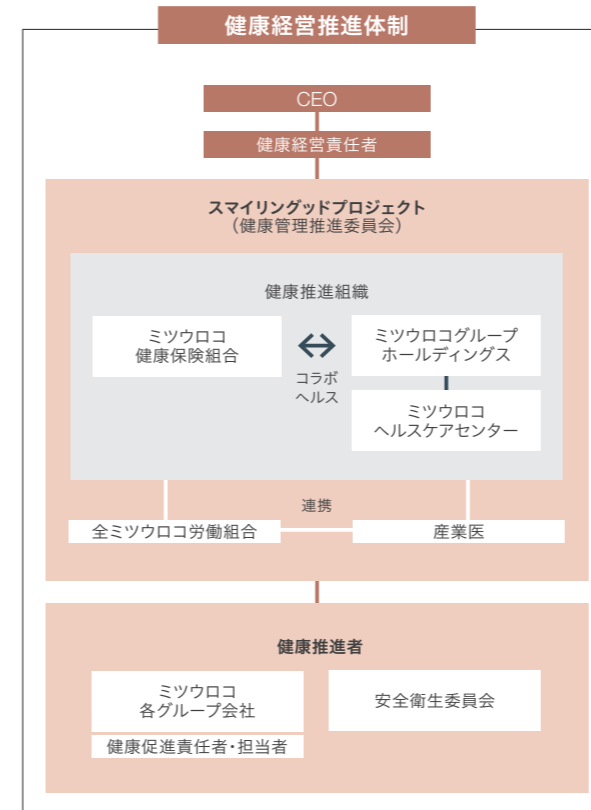 健康経営推進体制
CEO
健康経営責任者
スマイリングッドプロジェクト
（健康管理推進委員会）
健康推進組織
ミツウロコ
健康保険組合
コラボ
ヘルス
ミツウロコグループ
ホールディングス
ミツウロコ
ヘルスケアセンター
連携
全ミツウロコ労働組合
産業医
健康推進者
ミツウロコ
各グループ会社
健康促進責任者・担当者
安全衛生委員会